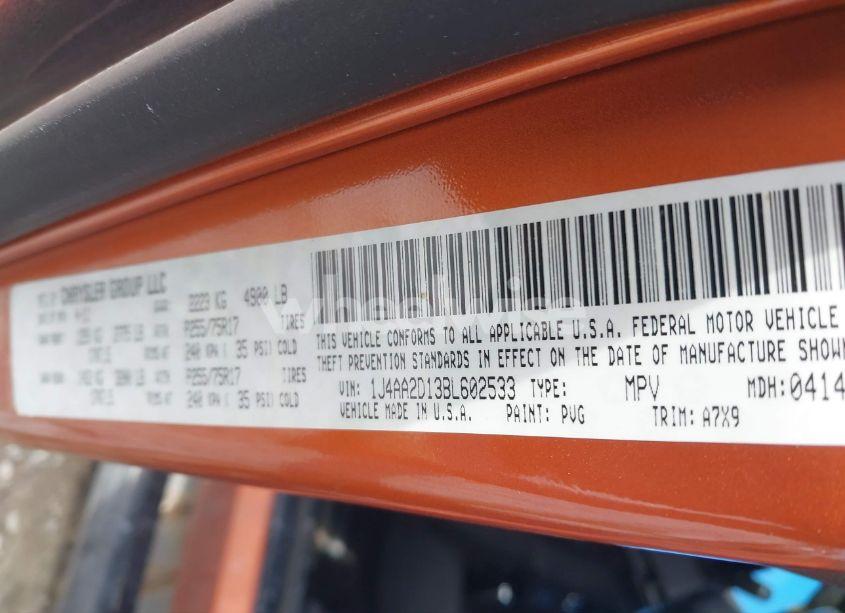 CHRYSLER GROUP LLC
2223 KG 4900 LB
P255/75R17 TIRES
240 KPA ( 35 PSI) COLD
P255/75R17 TIRES
240 KPA ( 35 PSI) COLD
THIS VEHICLE CONFORMS TO ALL APPLICABLE U.S.A. FEDERAL MOTOR VEHICLE
THEFT PREVENTION STANDARDS IN EFFECT ON THE DATE OF MANUFACTURE SHOWN
VIN: 1J4AA2D13BL602533 TYPE: MPV MDH: 0414
VEHICLE MADE IN U.S.A. PAINT: PVG TRIM: A7X9